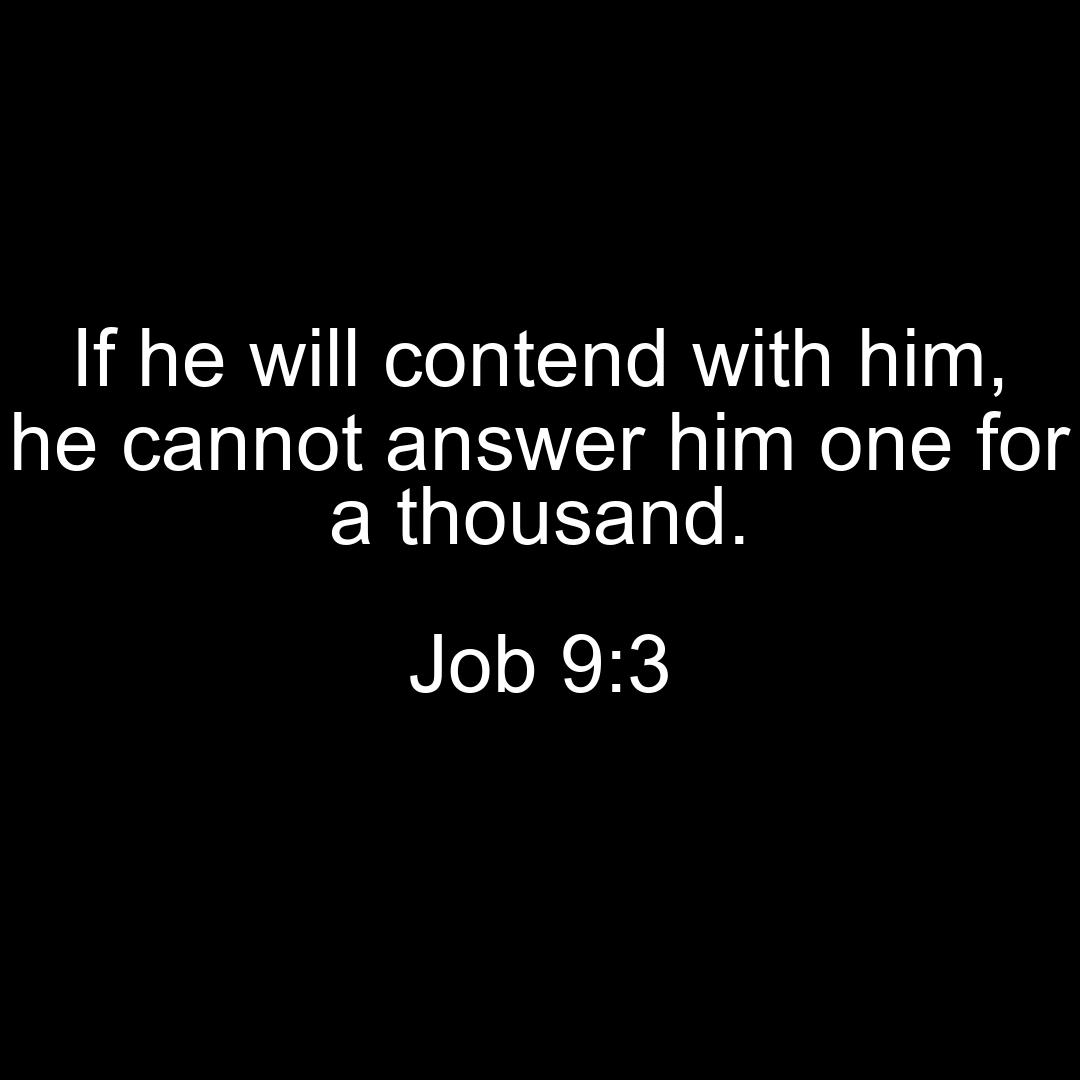 If he will contend with him,
he cannot answer him one for
a thousand.
Job 9:3